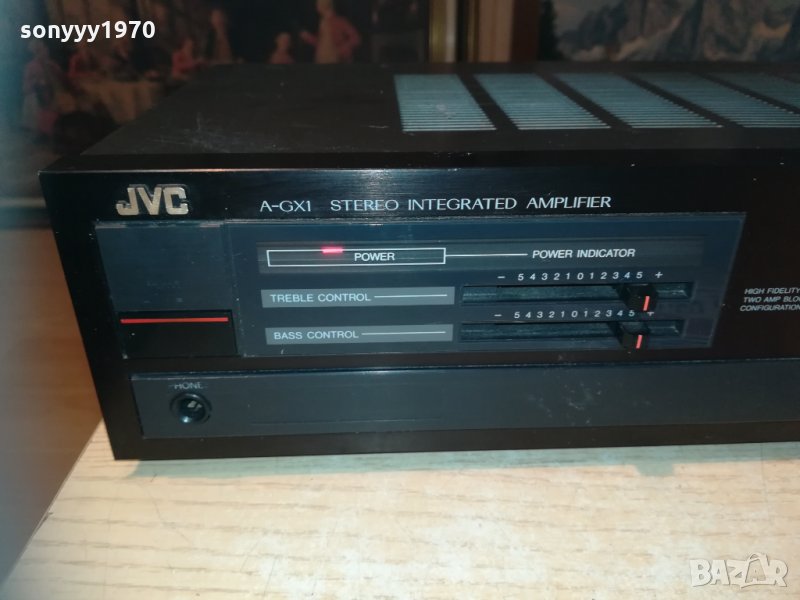 sonyyy1970
JVC
A-GX1 STEREO INTEGRATED AMPLIFIER
POWER
POWER INDICATOR
- 5 4 3 2 1 0 1 2 3 4 5 +
TREBLE CONTROL
- 5 4 3 2 1 0 1 2 3 4 5 +
BASS CONTROL
HIGH FIDELITY
TWO AMP BLO
CONFIGURATION
HONE
BAZAR